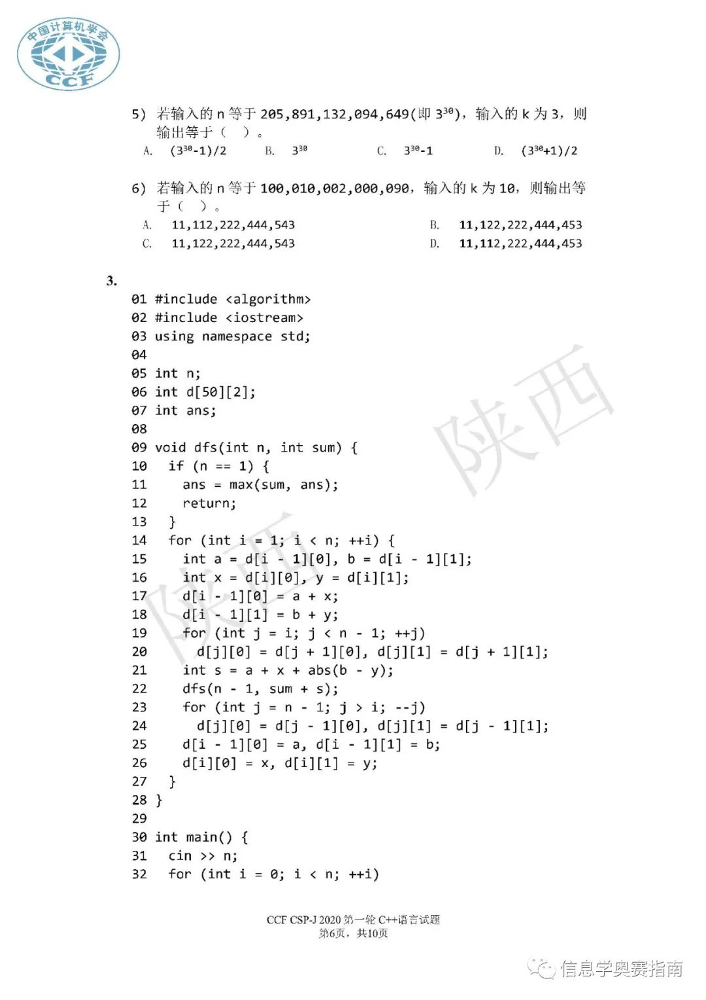 中国计算机学会
CCF
5) 若输入的 n 等于 205,891,132,094,649(即 3³⁰)，输入的 k 为 3，则
输出等于（ ）。
A. (3³⁰-1)/2 B. 3³⁰ C. 3³⁰-1 D. (3³⁰+1)/2
6) 若输入的 n 等于 100,010,002,000,090，输入的 k 为 10，则输出等
于（ ）。
A. 11,112,222,444,543 B. 11,122,222,444,453
C. 11,122,222,444,543 D. 11,112,222,444,453
3.
01 #include <algorithm>
02 #include <iostream>
03 using namespace std;
04
05 int n;
06 int d[50][2];
07 int ans;
08
09 void dfs(int n, int sum) {
10 if (n == 1) {
11 ans = max(sum, ans);
12 return;
13 }
14 for (int i = 1; i < n; ++i) {
15 int a = d[i - 1][0], b = d[i - 1][1];
16 int x = d[i][0], y = d[i][1];
17 d[i - 1][0] = a + x;
18 d[i - 1][1] = b + y;
19 for (int j = i; j < n - 1; ++j)
20 d[j][0] = d[j + 1][0], d[j][1] = d[j + 1][1];
21 int s = a + x + abs(b - y);
22 dfs(n - 1, sum + s);
23 for (int j = n - 1; j > i; --j)
24 d[j][0] = d[j - 1][0], d[j][1] = d[j - 1][1];
25 d[i - 1][0] = a, d[i - 1][1] = b;
26 d[i][0] = x, d[i][1] = y;
27 }
28 }
29
30 int main() {
31 cin >> n;
32 for (int i = 0; i < n; ++i)
陕西
陕西
CCF CSP-J 2020 第一轮 C++语言试题
第6页，共10页
信息学奥赛指南